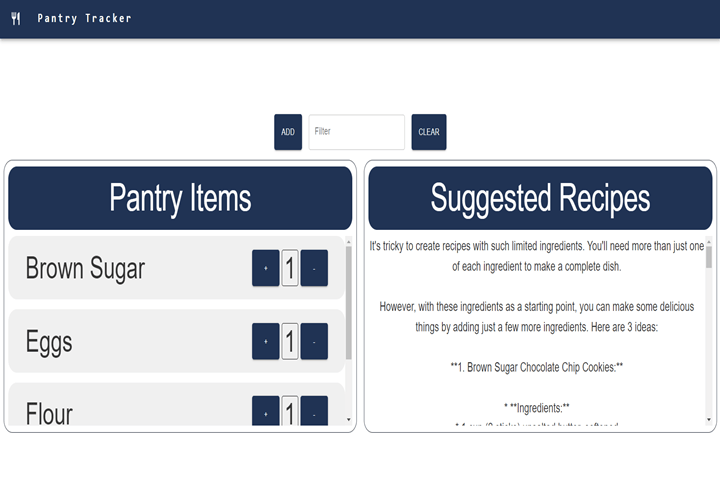 Pantry Tracker
ADD
Filter
CLEAR
Pantry Items
Brown Sugar
+ 1 -
Eggs
+ 1 -
Flour
+ 1 -
Suggested Recipes
It's tricky to create recipes with such limited ingredients. You'll need more than just one
of each ingredient to make a complete dish.
However, with these ingredients as a starting point, you can make some delicious
things by adding just a few more ingredients. Here are 3 ideas:
**1. Brown Sugar Chocolate Chip Cookies:**
* **Ingredients:**